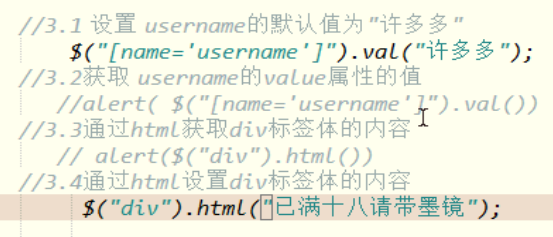 //3.1 设置 username的默认值为"许多多"
$("[name='username']").val("许多多");
//3.2获取 username的value属性的值
//alert( $("[name='username']").val())
//3.3通过html获取div标签体的内容
// alert($("div").html())
//3.4通过html设置div标签体的内容
$("div").html("已满十八请带墨镜");